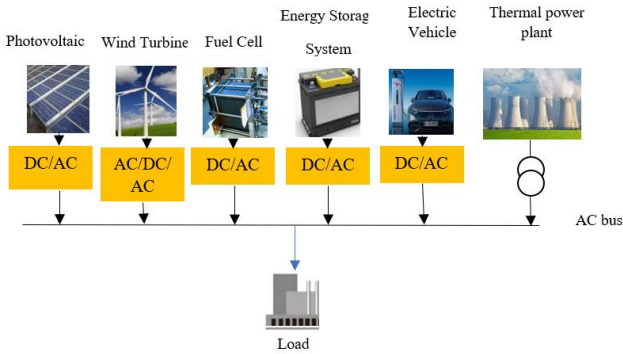 Photovoltaic
Wind Turbine
Fuel Cell
Energy Storag
System
Electric
Vehicle
Thermal power
plant
DC/AC
AC/DC/
AC
DC/AC
DC/AC
DC/AC
AC bus
Load